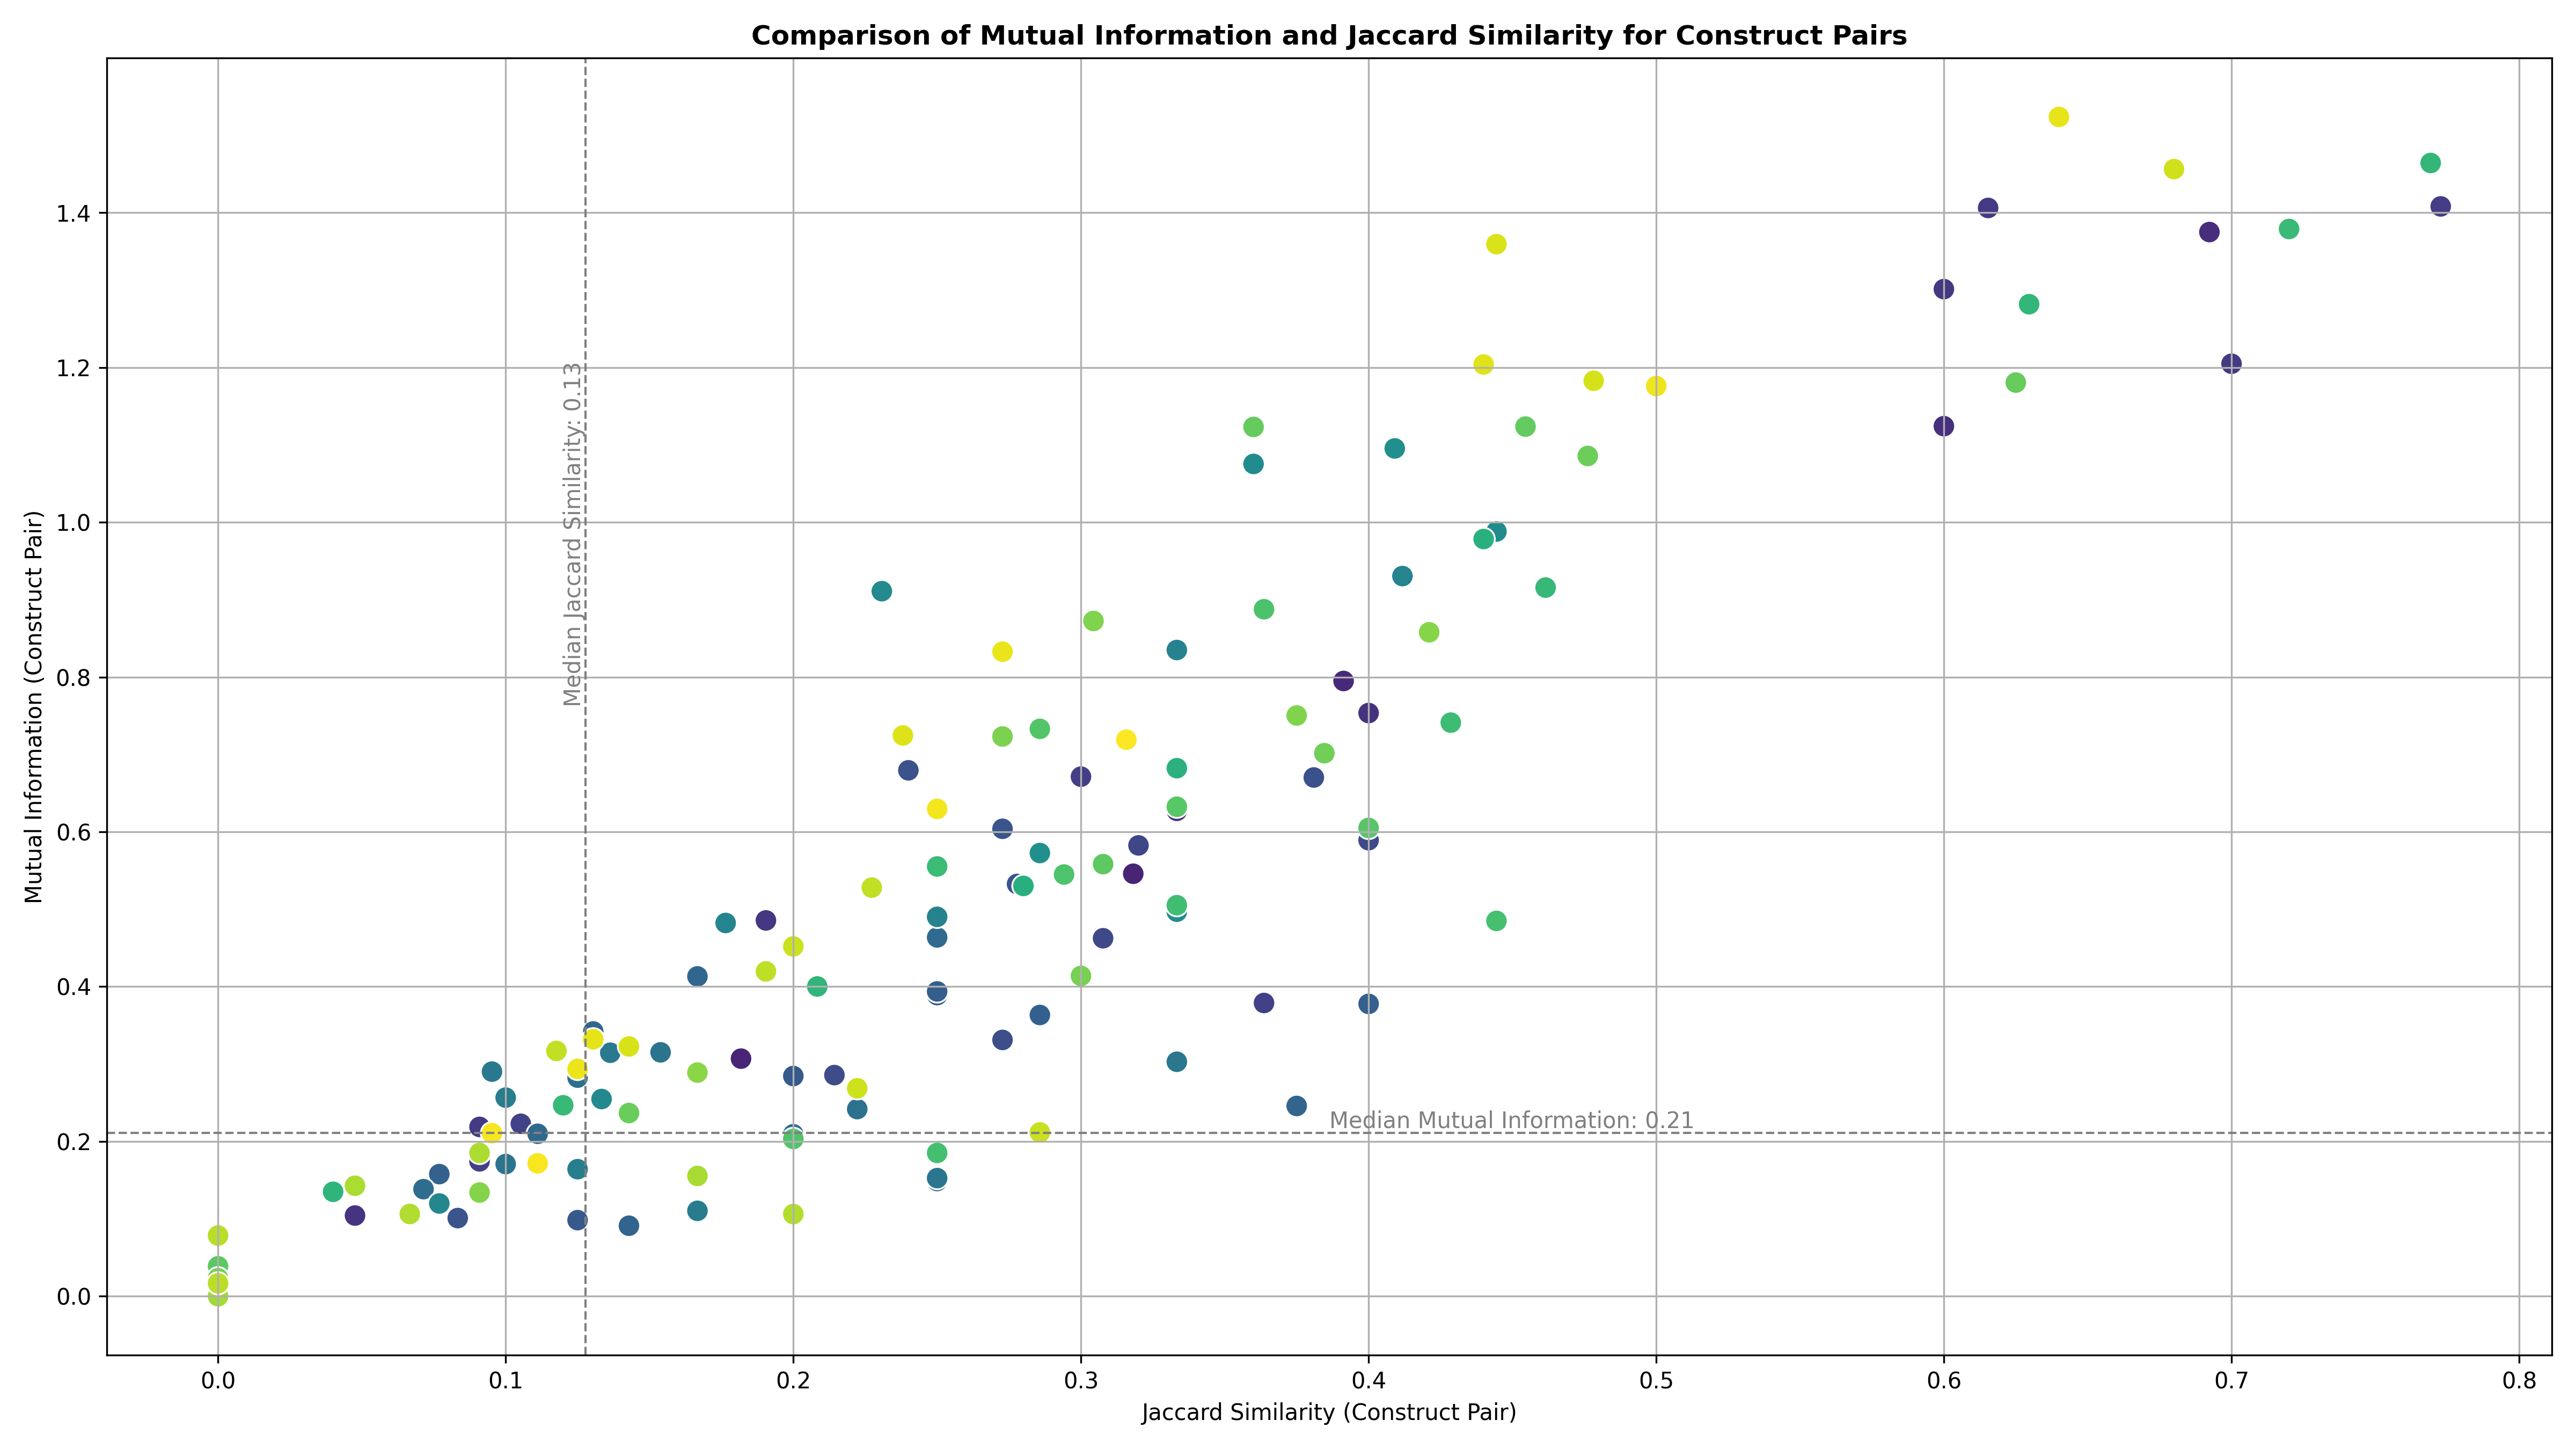 Comparison of Mutual Information and Jaccard Similarity for Construct Pairs
Mutual Information (Construct Pair)
1.4
1.2
1.0
0.8
0.6
0.4
0.2
0.0
Median Jaccard Similarity: 0.13
Median Mutual Information: 0.21
0.0 0.1 0.2 0.3 0.4 0.5 0.6 0.7 0.8
Jaccard Similarity (Construct Pair)